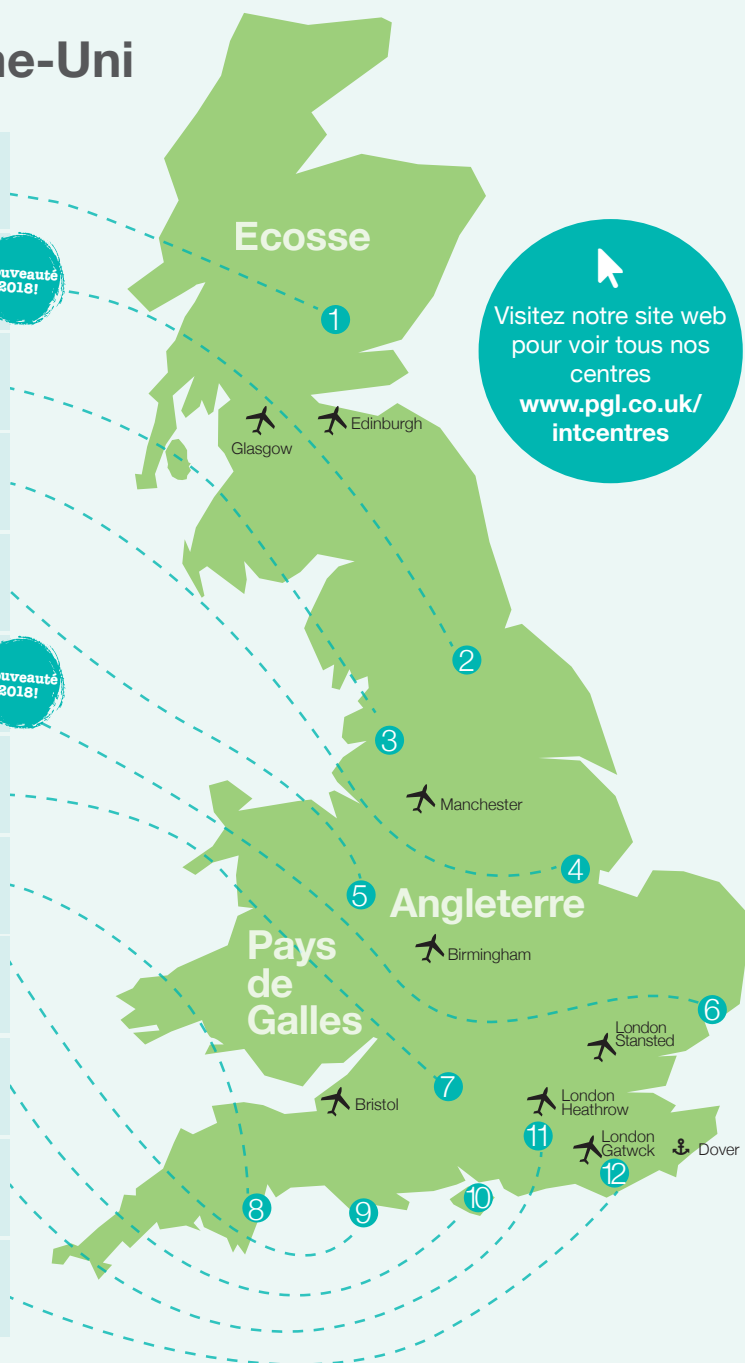 ne-Uni
Ecosse
uveauté
2018!
1
Visitez notre site web
pour voir tous nos
centres
www.pgl.co.uk/
intcentres
Glasgow
Edinburgh
2
uveauté
2018!
3
Manchester
4
5
Angleterre
Pays
de
Galles
Birmingham
6
London
Stansted
7
Bristol
London
Heathrow
11
London
Gatwck
Dover
12
8
9
10